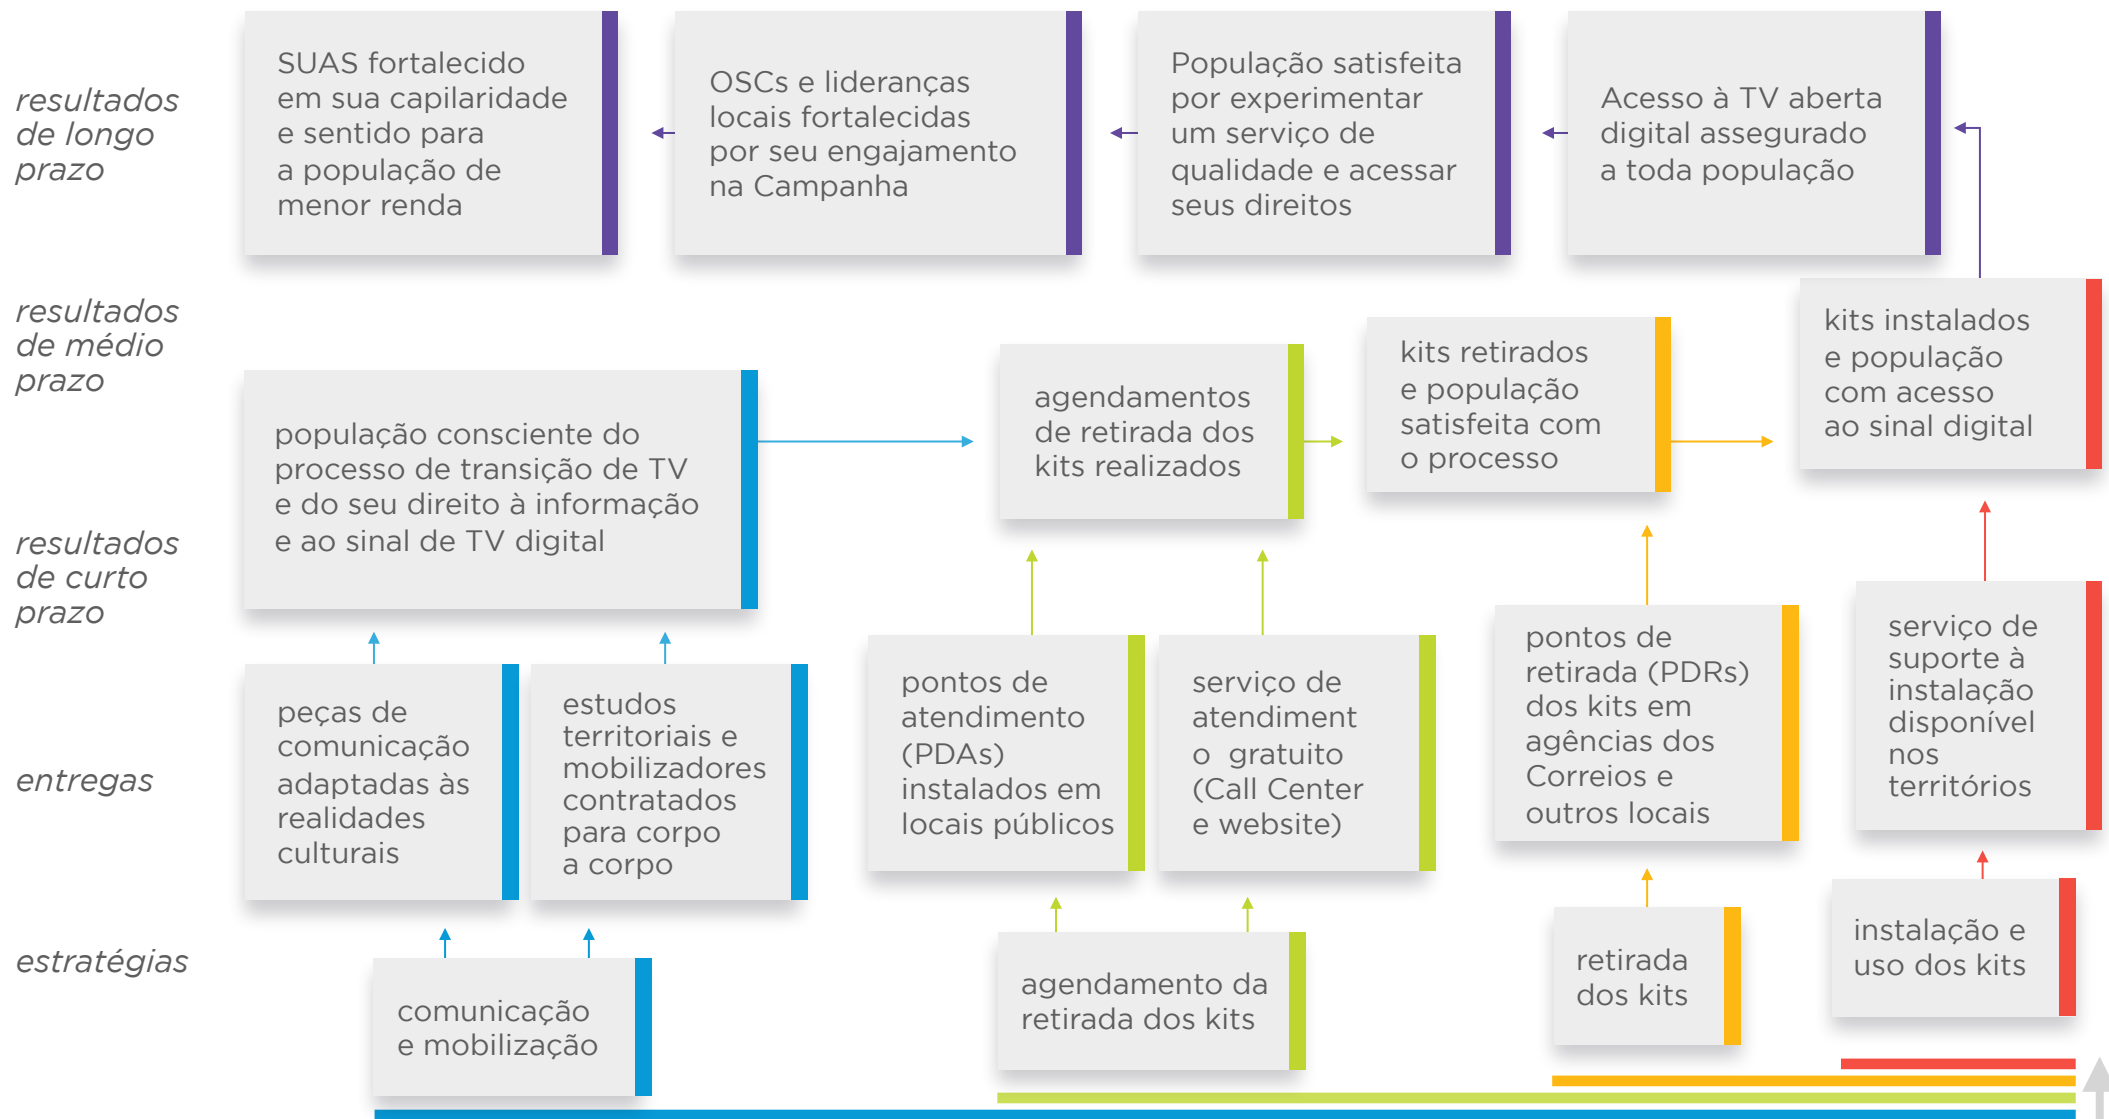 resultados
de longo
prazo
SUAS fortalecido
em sua capilaridade
e sentido para
a população de
menor renda
OSCs e lideranças
locais fortalecidas
por seu engajamento
na Campanha
População satisfeita
por experimentar
um serviço de
qualidade e acessar
seus direitos
Acesso à TV aberta
digital assegurado
a toda população
resultados
de médio
prazo
população consciente do
processo de transição de TV
e do seu direito à informação
e ao sinal de TV digital
agendamentos
de retirada dos
kits realizados
kits retirados
e população
satisfeita com
o processo
kits instalados
e população
com acesso
ao sinal digital
resultados
de curto
prazo
entregas
peças de
comunicação
adaptadas às
realidades
culturais
estudos
territoriais e
mobilizadores
contratados
para corpo
a corpo
pontos de
atendimento
(PDAs)
instalados em
locais públicos
serviço de
atendiment
o gratuito
(Call Center
e website)
pontos de
retirada (PDRs)
dos kits em
agências dos
Correios e
outros locais
serviço de
suporte à
instalação
disponível
nos
territórios
estratégias
comunicação
e mobilização
agendamento da
retirada dos kits
retirada
dos kits
instalação e
uso dos kits